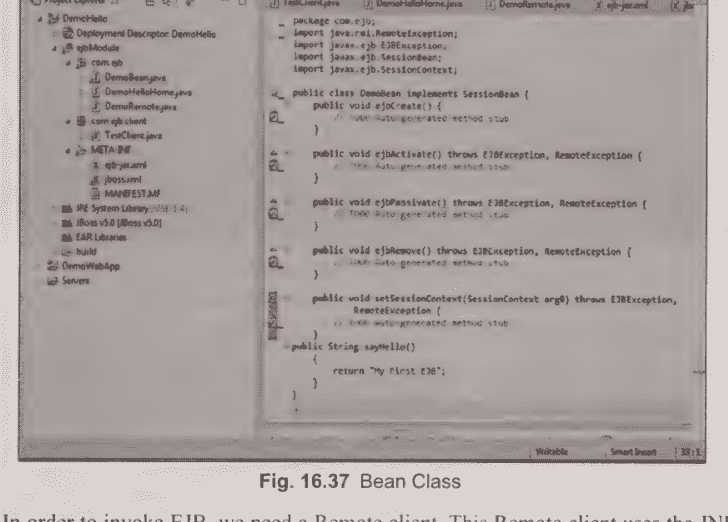 Project Explorer
TestClient.java
DemoHelloHome.java
DemoRemote.java
ejb-jar.xml
DemoHello
Deployment Descriptor: DemoHello
ejbModule
com.ejb
DemoBean.java
DemoHelloHome.java
DemoRemote.java
com.ejb.client
TestClient.java
META-INF
ejb-jar.xml
jboss.xml
MANIFEST.MF
JRE System Library
JBoss v5.0 [JBoss v5.0]
EAR Libraries
build
DemoWebApp
Servers
package com.ejb;
import java.rmi.RemoteException;
import javax.ejb.EJBException;
import javax.ejb.SessionBean;
import javax.ejb.SessionContext;
public class DemoBean implements SessionBean {
public void ejbCreate() {
// TODO Auto-generated method stub
}
public void ejbActivate() throws EJBException, RemoteException {
// TODO Auto-generated method stub
}
public void ejbPassivate() throws EJBException, RemoteException {
// TODO Auto-generated method stub
}
public void ejbRemove() throws EJBException, RemoteException {
// TODO Auto-generated method stub
}
public void setSessionContext(SessionContext arg0) throws EJBException,
RemoteException {
// TODO Auto-generated method stub
}
public String sayHello()
{
return "My First EJB";
}
}
Writable
Smart Insert
33 : 1
Fig. 16.37 Bean Class
In order to invoke EJB, we need a Remote client. This Remote client uses the